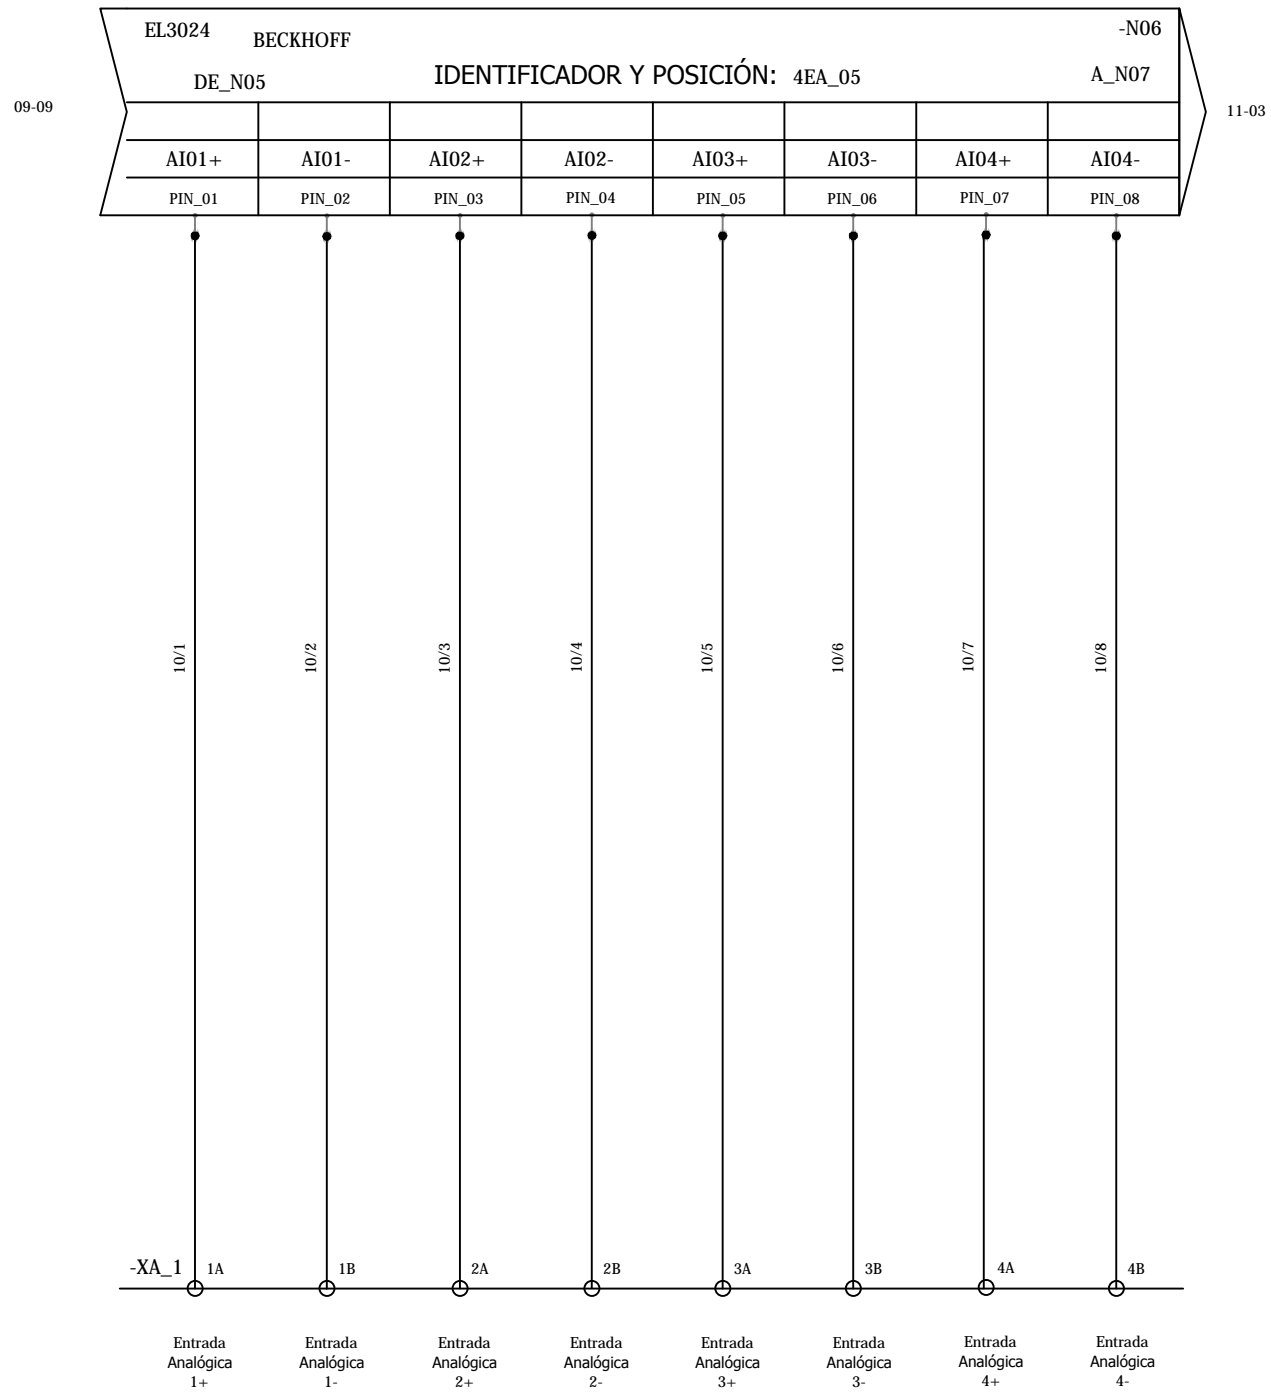 EL3024 BECKHOFF -N06
DE_N05 IDENTIFICADOR Y POSICIÓN: 4EA_05 A_N07
09-09 11-03
AI01+ AI01- AI02+ AI02- AI03+ AI03- AI04+ AI04-
PIN_01 PIN_02 PIN_03 PIN_04 PIN_05 PIN_06 PIN_07 PIN_08
10/1 10/2 10/3 10/4 10/5 10/6 10/7 10/8
-XA_1 1A 1B 2A 2B 3A 3B 4A 4B
Entrada Entrada Entrada Entrada Entrada Entrada Entrada Entrada
Analógica Analógica Analógica Analógica Analógica Analógica Analógica Analógica
1+ 1- 2+ 2- 3+ 3- 4+ 4-